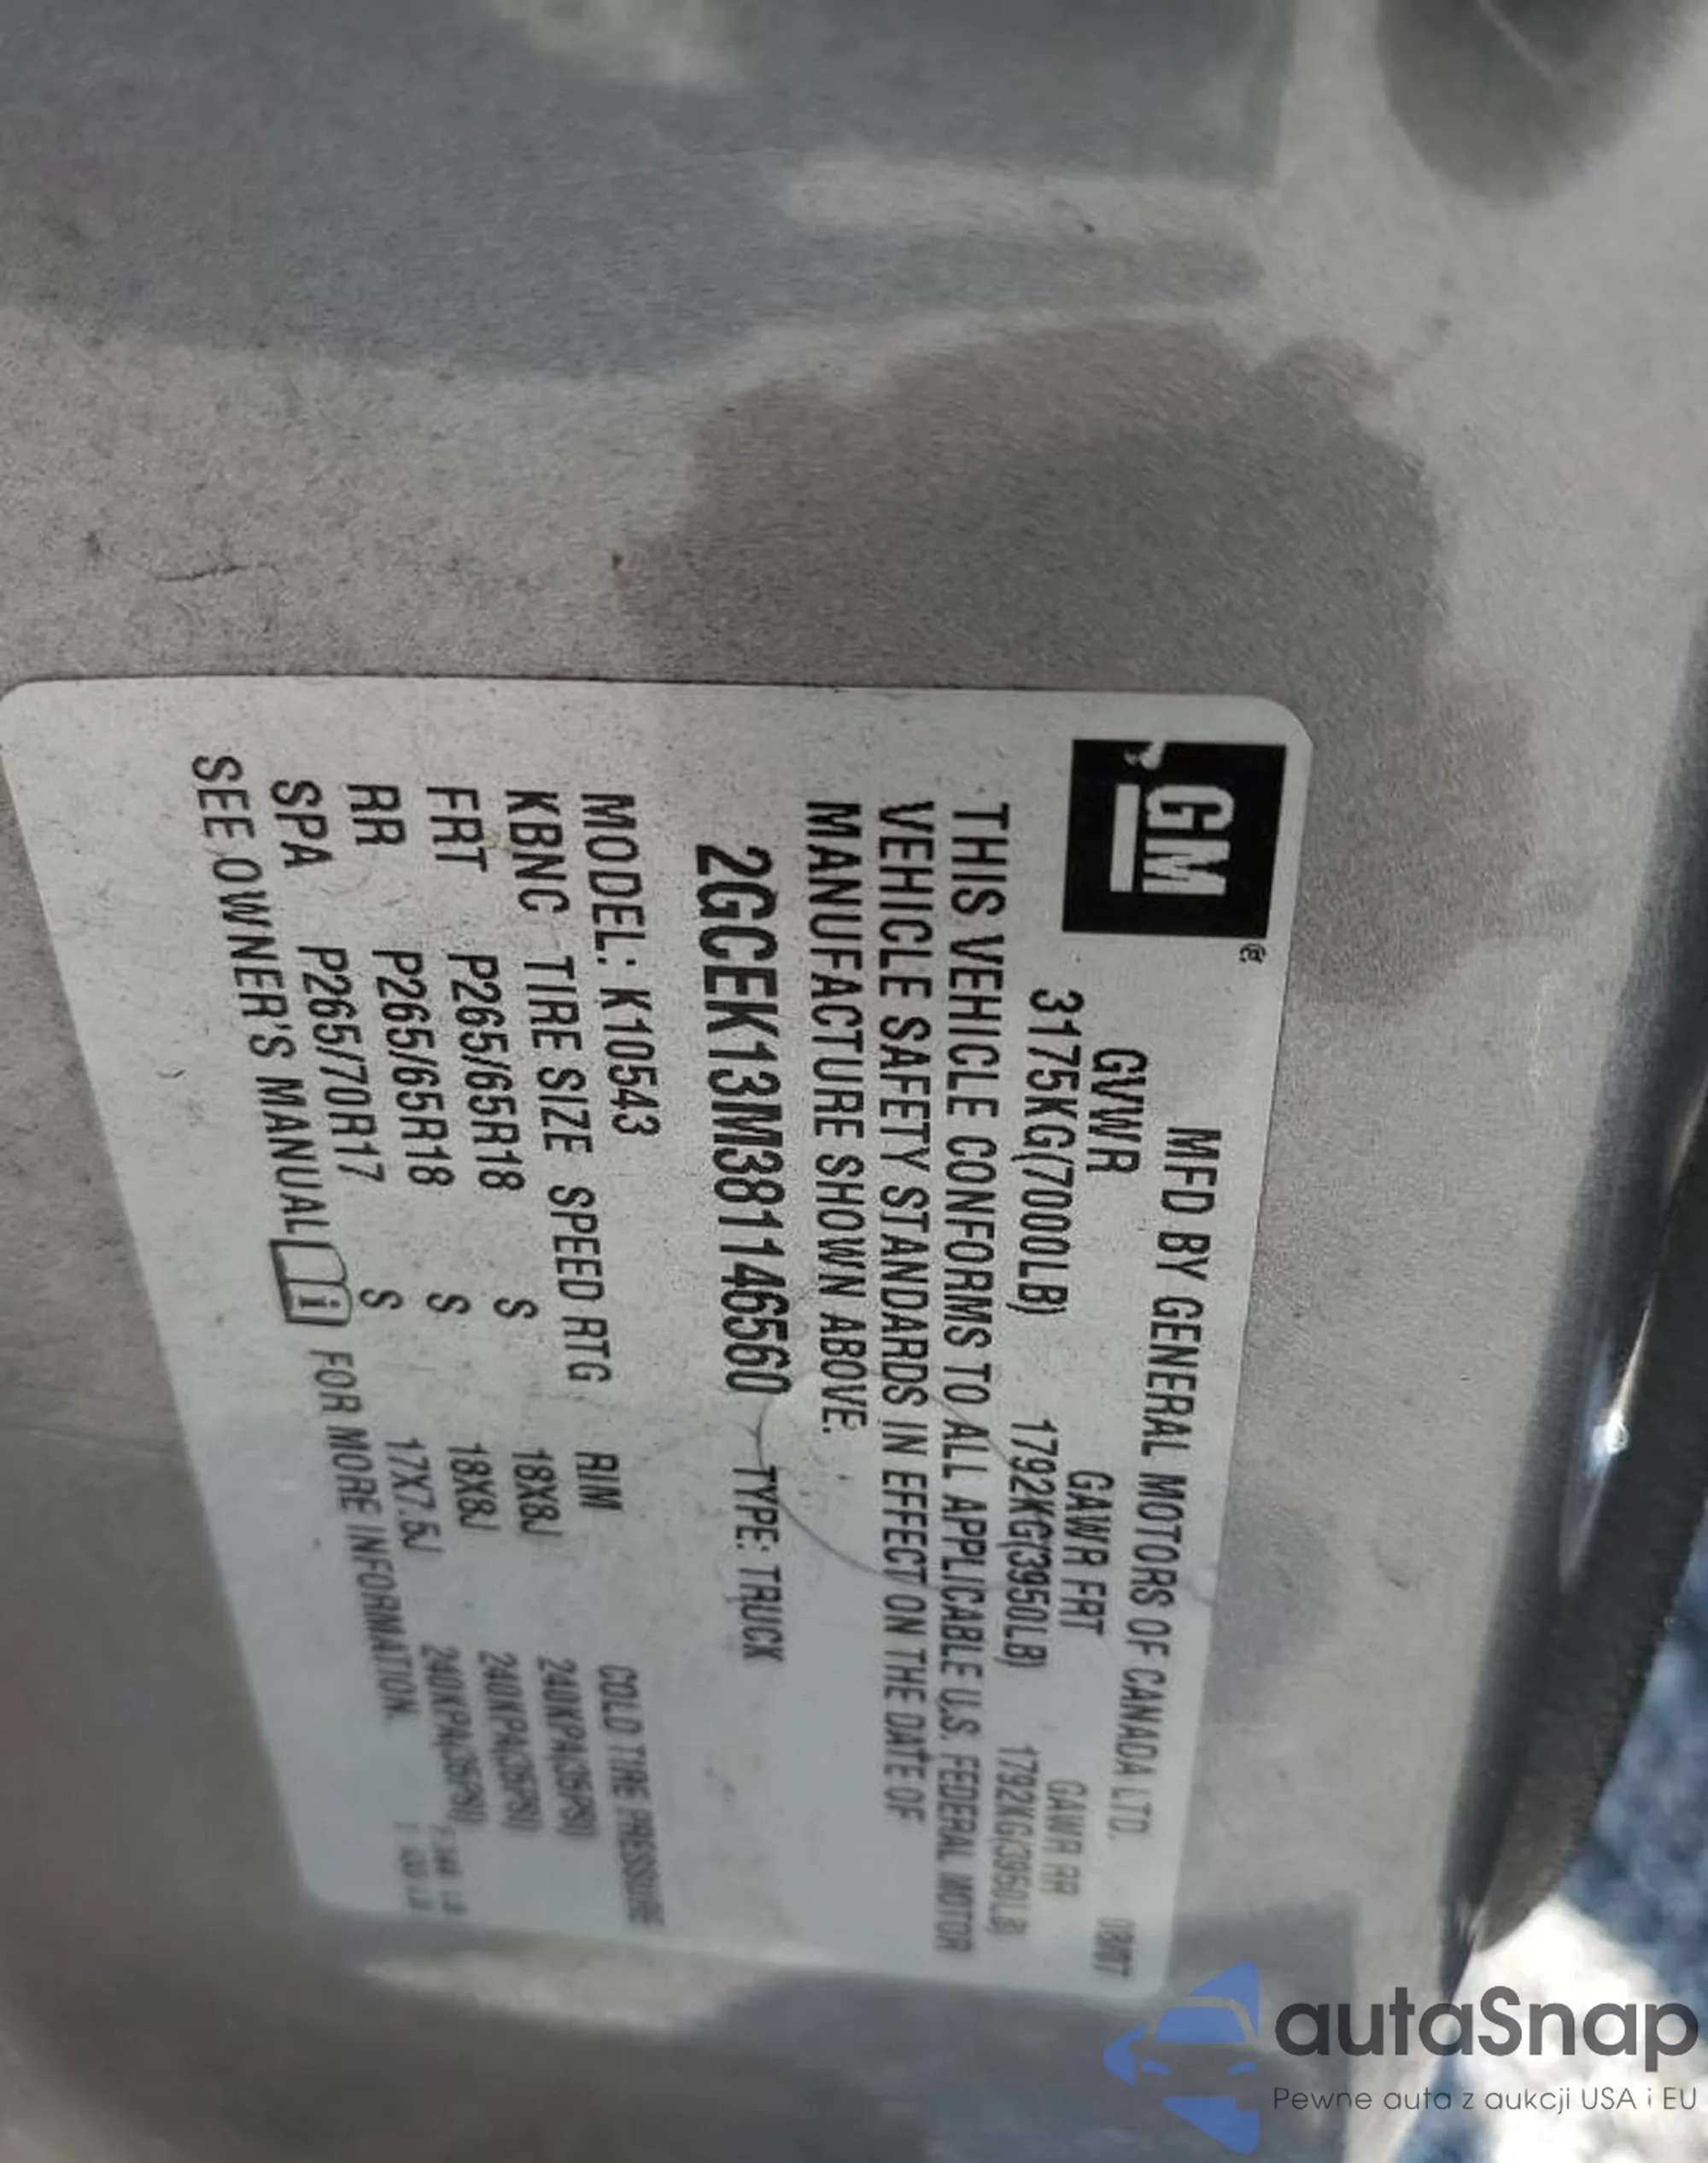 GM
MFD BY GENERAL MOTORS OF CANADA LTD.
GVWR GAWR FRT GAWR RR
3175KG(7000LB) 1792KG(3950LB) 1792KG(3950LB)
THIS VEHICLE CONFORMS TO ALL APPLICABLE U.S. FEDERAL MOTOR
VEHICLE SAFETY STANDARDS IN EFFECT ON THE DATE OF
MANUFACTURE SHOWN ABOVE.
2GCEK13M381146560 TYPE: TRUCK
MODEL: K10543
KBNC TIRE SIZE SPEED RTG RIM COLD TIRE PRESSURE
FRT P265/65R18 S 18X8J 240KPA(35PSI)
RR P265/65R18 S 18X8J 240KPA(35PSI)
SPA P265/70R17 S 17X7.5J 240KPA(35PSI)
SEE OWNER'S MANUAL i FOR MORE INFORMATION.
autaSnap
Pewne auta z aukcji USA i EU